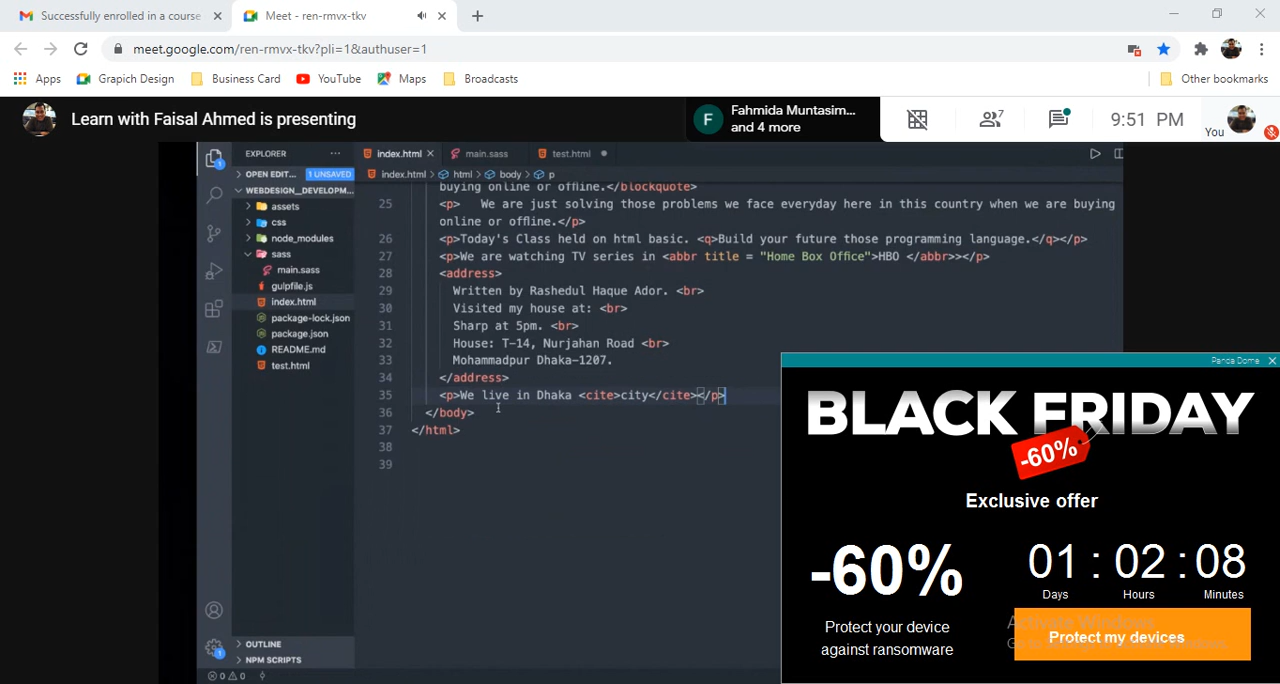 Successfully enrolled in a course
Meet - ren-rmvx-tkv
meet.google.com/ren-rmvx-tkv?pli=1&authuser=1
Apps
Grapich Design
Business Card
YouTube
Maps
Broadcasts
Other bookmarks
Learn with Faisal Ahmed is presenting
F
Fahmida Muntasim...
and 4 more
7
9:51 PM
You
EXPLORER
index.html
main.sass
test.html
OPEN EDIT...
1 UNSAVED
index.html > html > body > p
WEBDESIGN_DEVELOPM...
assets
css
node_modules
sass
main.sass
gulpfile.js
index.html
package-lock.json
package.json
README.md
test.html
OUTLINE
NPM SCRIPTS
0 0
1
1
buying online or offline.</blockquote>
25 <p>   We are just solving those problems we face everyday here in this country when we are buying
online or offline.</p>
26 <p>Today's Class held on html basic. <q>Build your future those programming language.</q></p>
27 <p>We are watching TV series in <abbr title = "Home Box Office">HBO </abbr>></p>
28 <address>
29 Written by Rashedul Haque Ador. <br>
30 Visited my house at: <br>
31 Sharp at 5pm. <br>
32 House: T-14, Nurjahan Road <br>
33 Mohammadpur Dhaka-1207.
34 </address>
35 <p>We live in Dhaka <cite>city</cite></p>
36 </body>
37 </html>
38
39
Panda Dome
BLACK FRIDAY
-60%
Exclusive offer
-60%
01 : 02 : 08
Days Hours Minutes
Protect your device
against ransomware
Protect my devices
Activate Windows